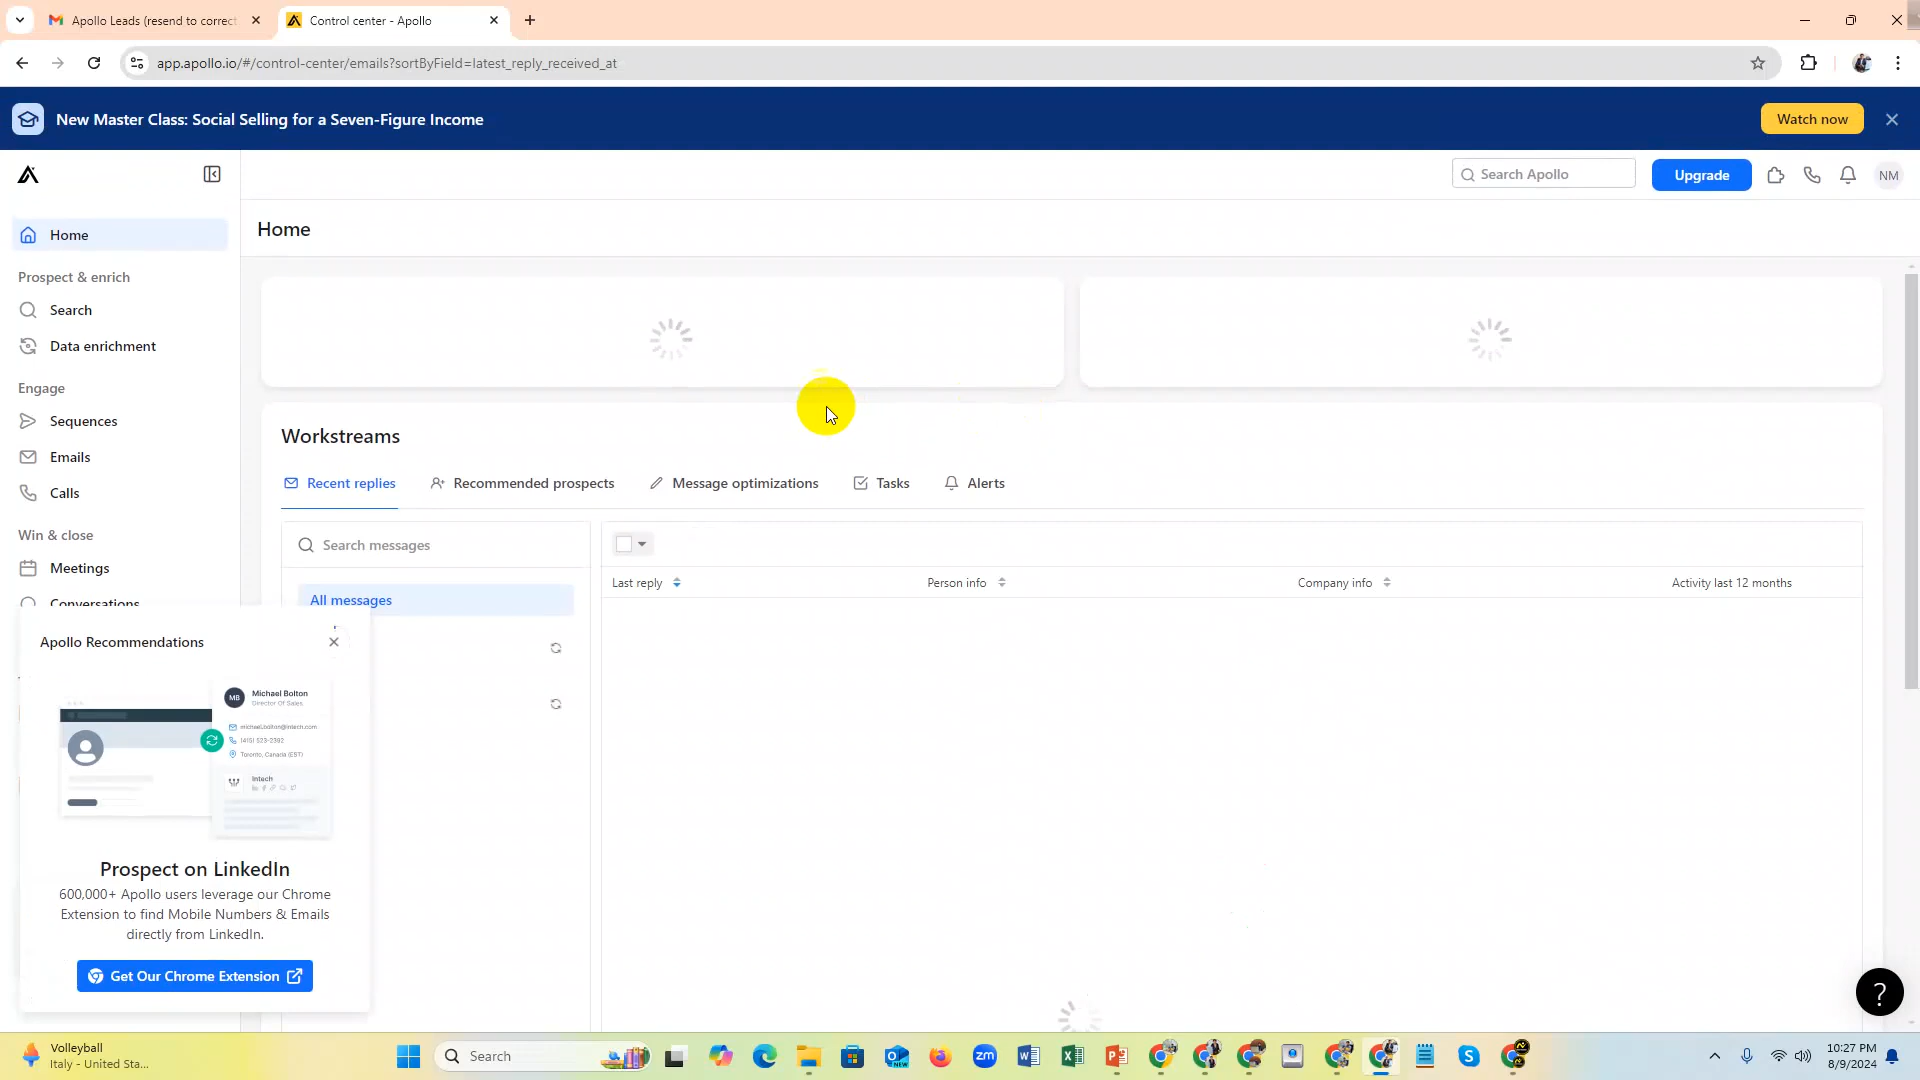 Apollo Leads (resend to correct
Control center - Apollo
app.apollo.io/#/control-center/emails?sortByField=latest_reply_received_at
New Master Class: Social Selling for a Seven-Figure Income
Watch now
Search Apollo
Upgrade
NM
Home
Home
Prospect & enrich
Search
Data enrichment
Engage
Sequences
Emails
Calls
Win & close
Meetings
Conversations
Workstreams
Recent replies
Recommended prospects
Message optimizations
Tasks
Alerts
Search messages
All messages
Last reply
Person info
Company info
Activity last 12 months
Apollo Recommendations
MB
Michael Bolton
Director Of Sales
michael.bolton@intech.com
(415) 523-2382
Toronto, Canada (EST)
Intech
Prospect on LinkedIn
600,000+ Apollo users leverage our Chrome
Extension to find Mobile Numbers & Emails
directly from LinkedIn.
Get Our Chrome Extension
?
Volleyball
Italy - United Sta...
Search
NEW
zm
10:27 PM
8/9/2024